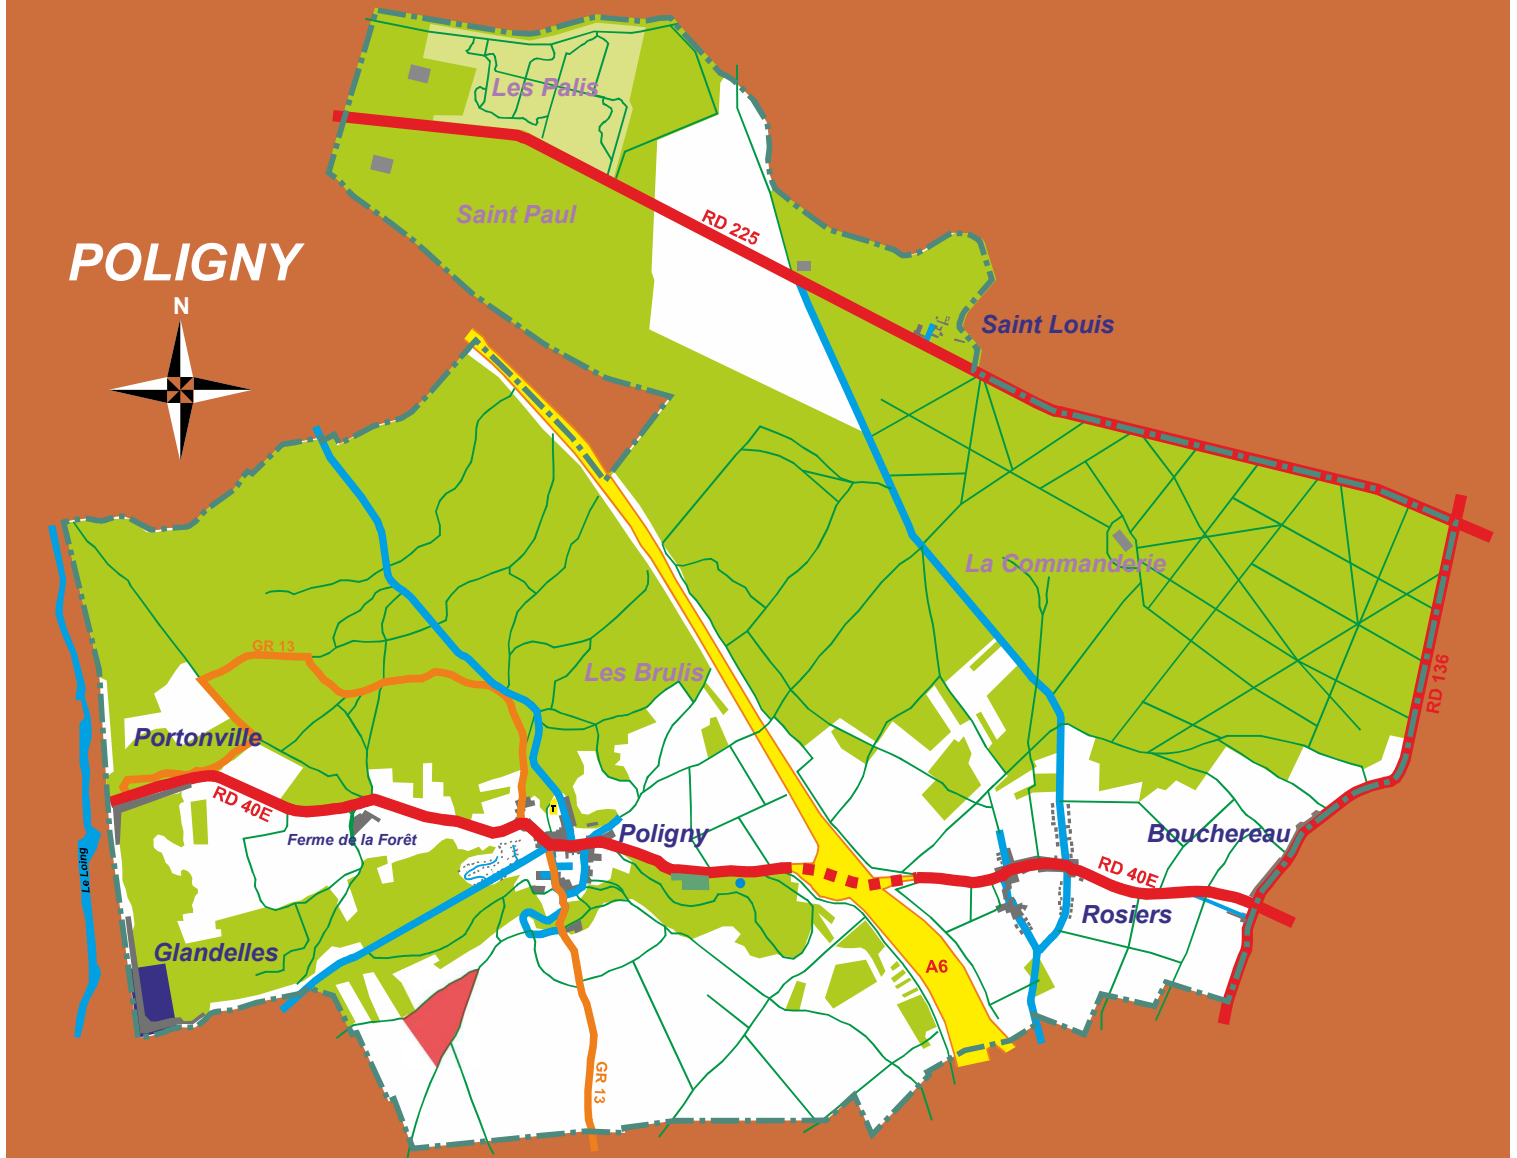 Les Palis
Saint Paul
RD 225
POLIGNY
N
Saint Louis
La Commanderie
GR 13
Les Brulis
RD 136
Portonville
RD 40E
Ferme de la Forêt
Poligny
Bouchereau
Le Loing
RD 40E
Rosiers
Glandelles
A6
GR 13